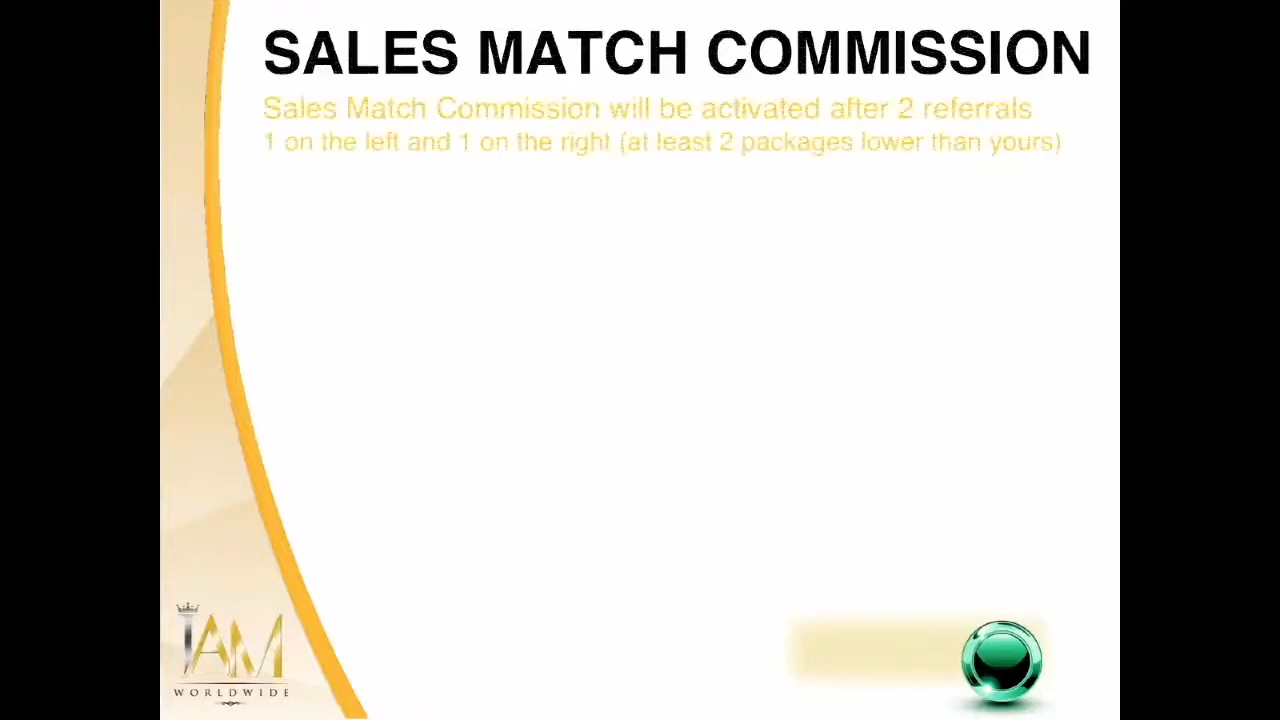 SALES MATCH COMMISSION
Sales Match Commission will be activated after 2 referrals
1 on the left and 1 on the right (at least 2 packages lower than yours)
IAM
WORLDWIDE